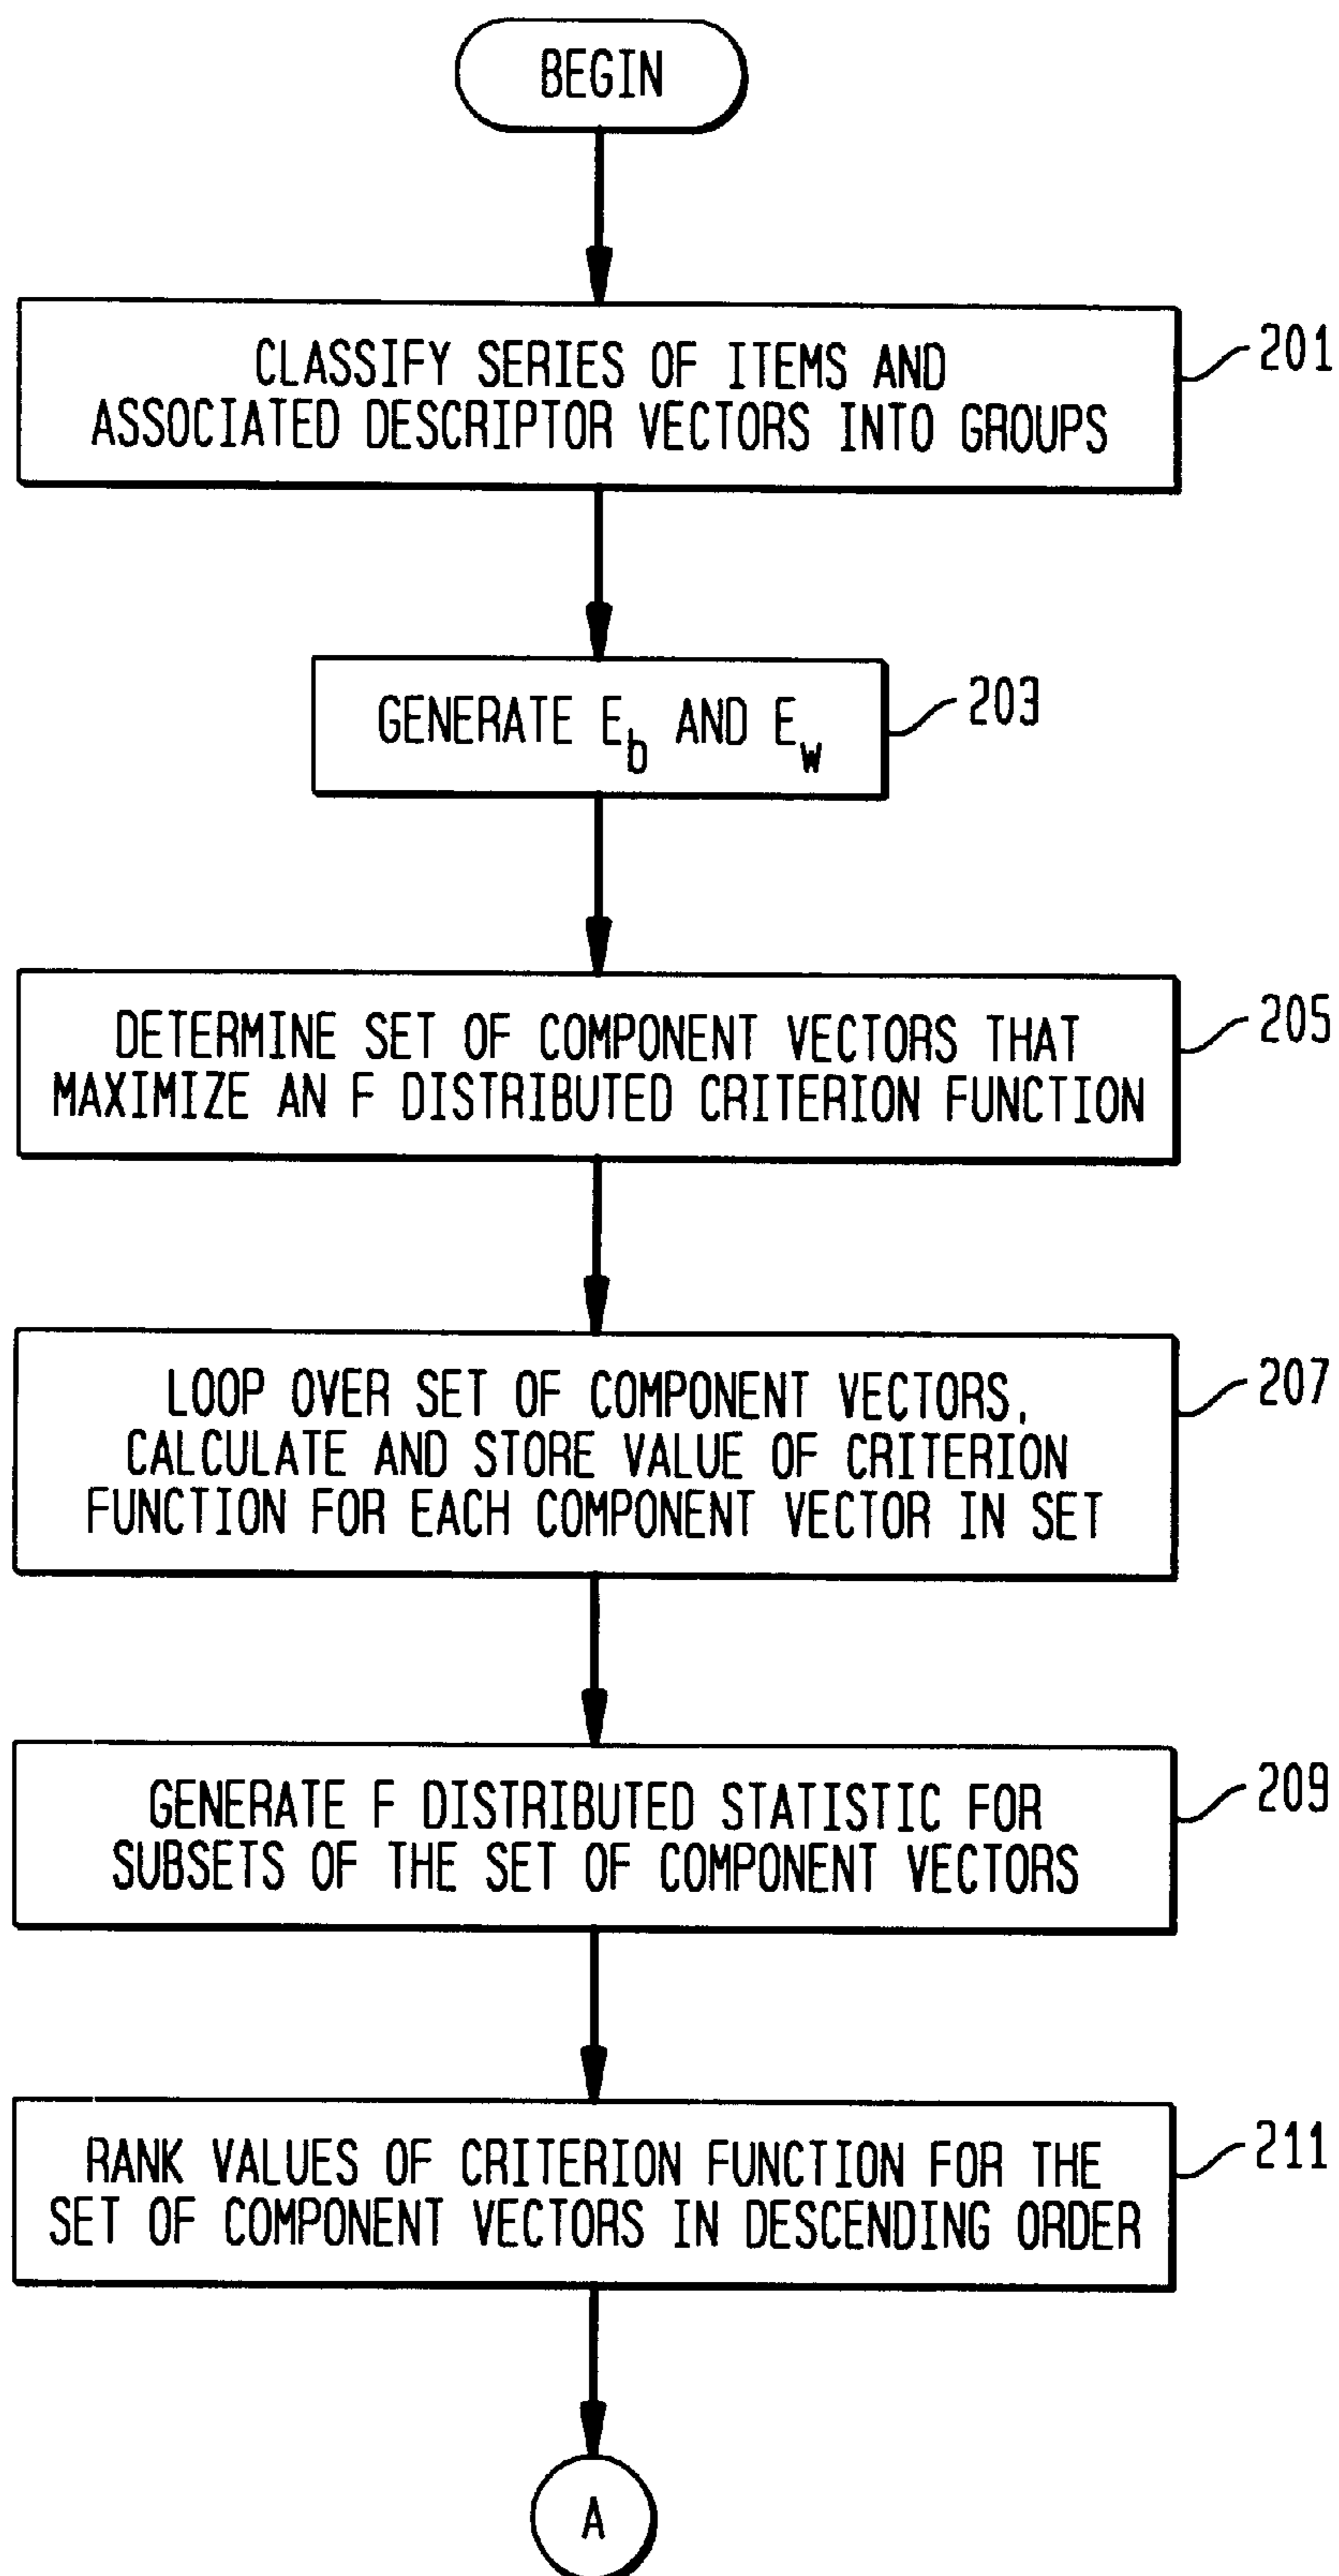 BEGIN
CLASSIFY SERIES OF ITEMS AND
ASSOCIATED DESCRIPTOR VECTORS INTO GROUPS
201
GENERATE E_b AND E_w
203
DETERMINE SET OF COMPONENT VECTORS THAT
MAXIMIZE AN F DISTRIBUTED CRITERION FUNCTION
205
LOOP OVER SET OF COMPONENT VECTORS,
CALCULATE AND STORE VALUE OF CRITERION
FUNCTION FOR EACH COMPONENT VECTOR IN SET
207
GENERATE F DISTRIBUTED STATISTIC FOR
SUBSETS OF THE SET OF COMPONENT VECTORS
209
RANK VALUES OF CRITERION FUNCTION FOR THE
SET OF COMPONENT VECTORS IN DESCENDING ORDER
211
A